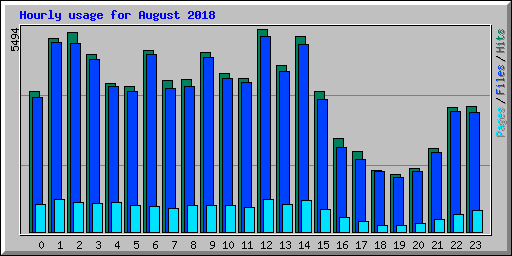 Hourly usage for August 2018
5494
Pages/Files/Hits
0 1 2 3 4 5 6 7 8 9 10 11 12 13 14 15 16 17 18 19 20 21 22 23